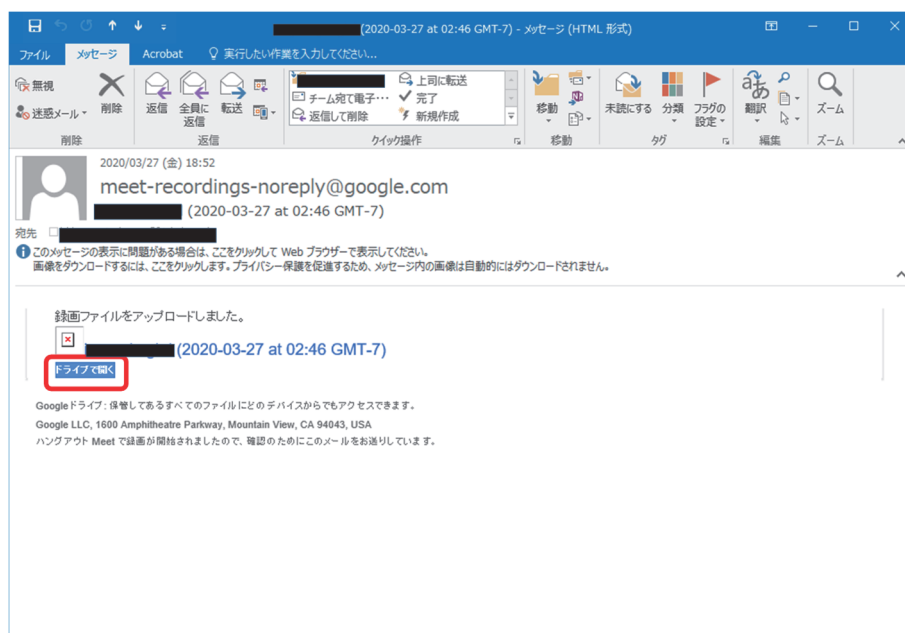 (2020-03-27 at 02:46 GMT-7) - メッセージ (HTML 形式)
ファイル メッセージ Acrobat 実行したい作業を入力してください...
無視
迷惑メール
削除
削除
返信
全員に返信
転送
返信
チーム宛て電子…
返信して削除
上司に転送
完了
新規作成
クイック操作
移動
移動
未読にする
分類
フラグの設定
タグ
翻訳
編集
ズーム
ズーム
2020/03/27 (金) 18:52
meet-recordings-noreply@google.com
(2020-03-27 at 02:46 GMT-7)
宛先
このメッセージの表示に問題がある場合は、ここをクリックして Web ブラウザーで表示してください。
画像をダウンロードするには、ここをクリックします。プライバシー保護を促進するため、メッセージ内の画像は自動的にはダウンロードされません。
録画ファイルをアップロードしました。
(2020-03-27 at 02:46 GMT-7)
ドライブで開く
Googleドライブ: 保管してあるすべてのファイルにどのデバイスからでもアクセスできます。
Google LLC, 1600 Amphitheatre Parkway, Mountain View, CA 94043, USA
ハングアウト Meet で録画が開始されましたので、確認のためにこのメールをお送りしています。